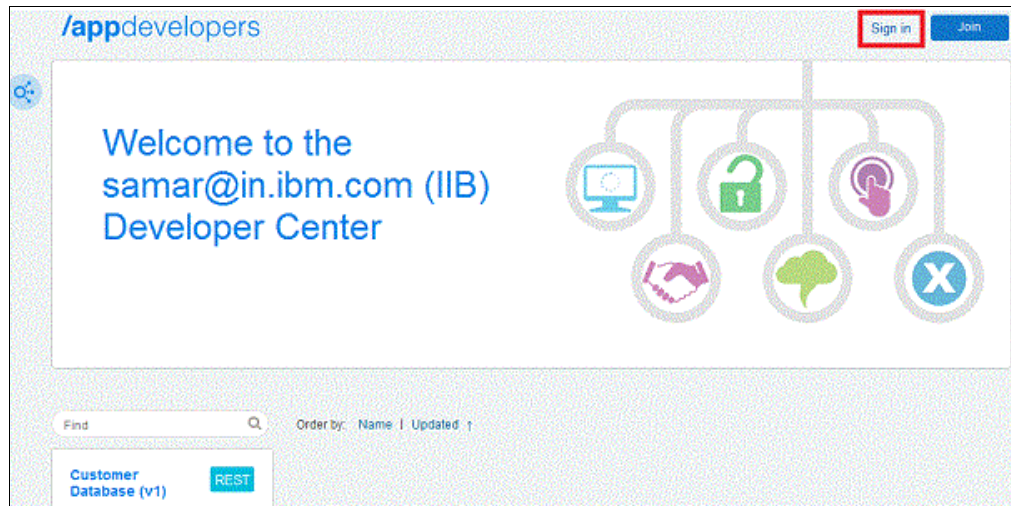 /appdevelopers
Sign in
Join
Welcome to the
samar@in.ibm.com (IIB)
Developer Center
X
Find
Order by: Name | Updated ↑
Customer
Database (v1)
REST